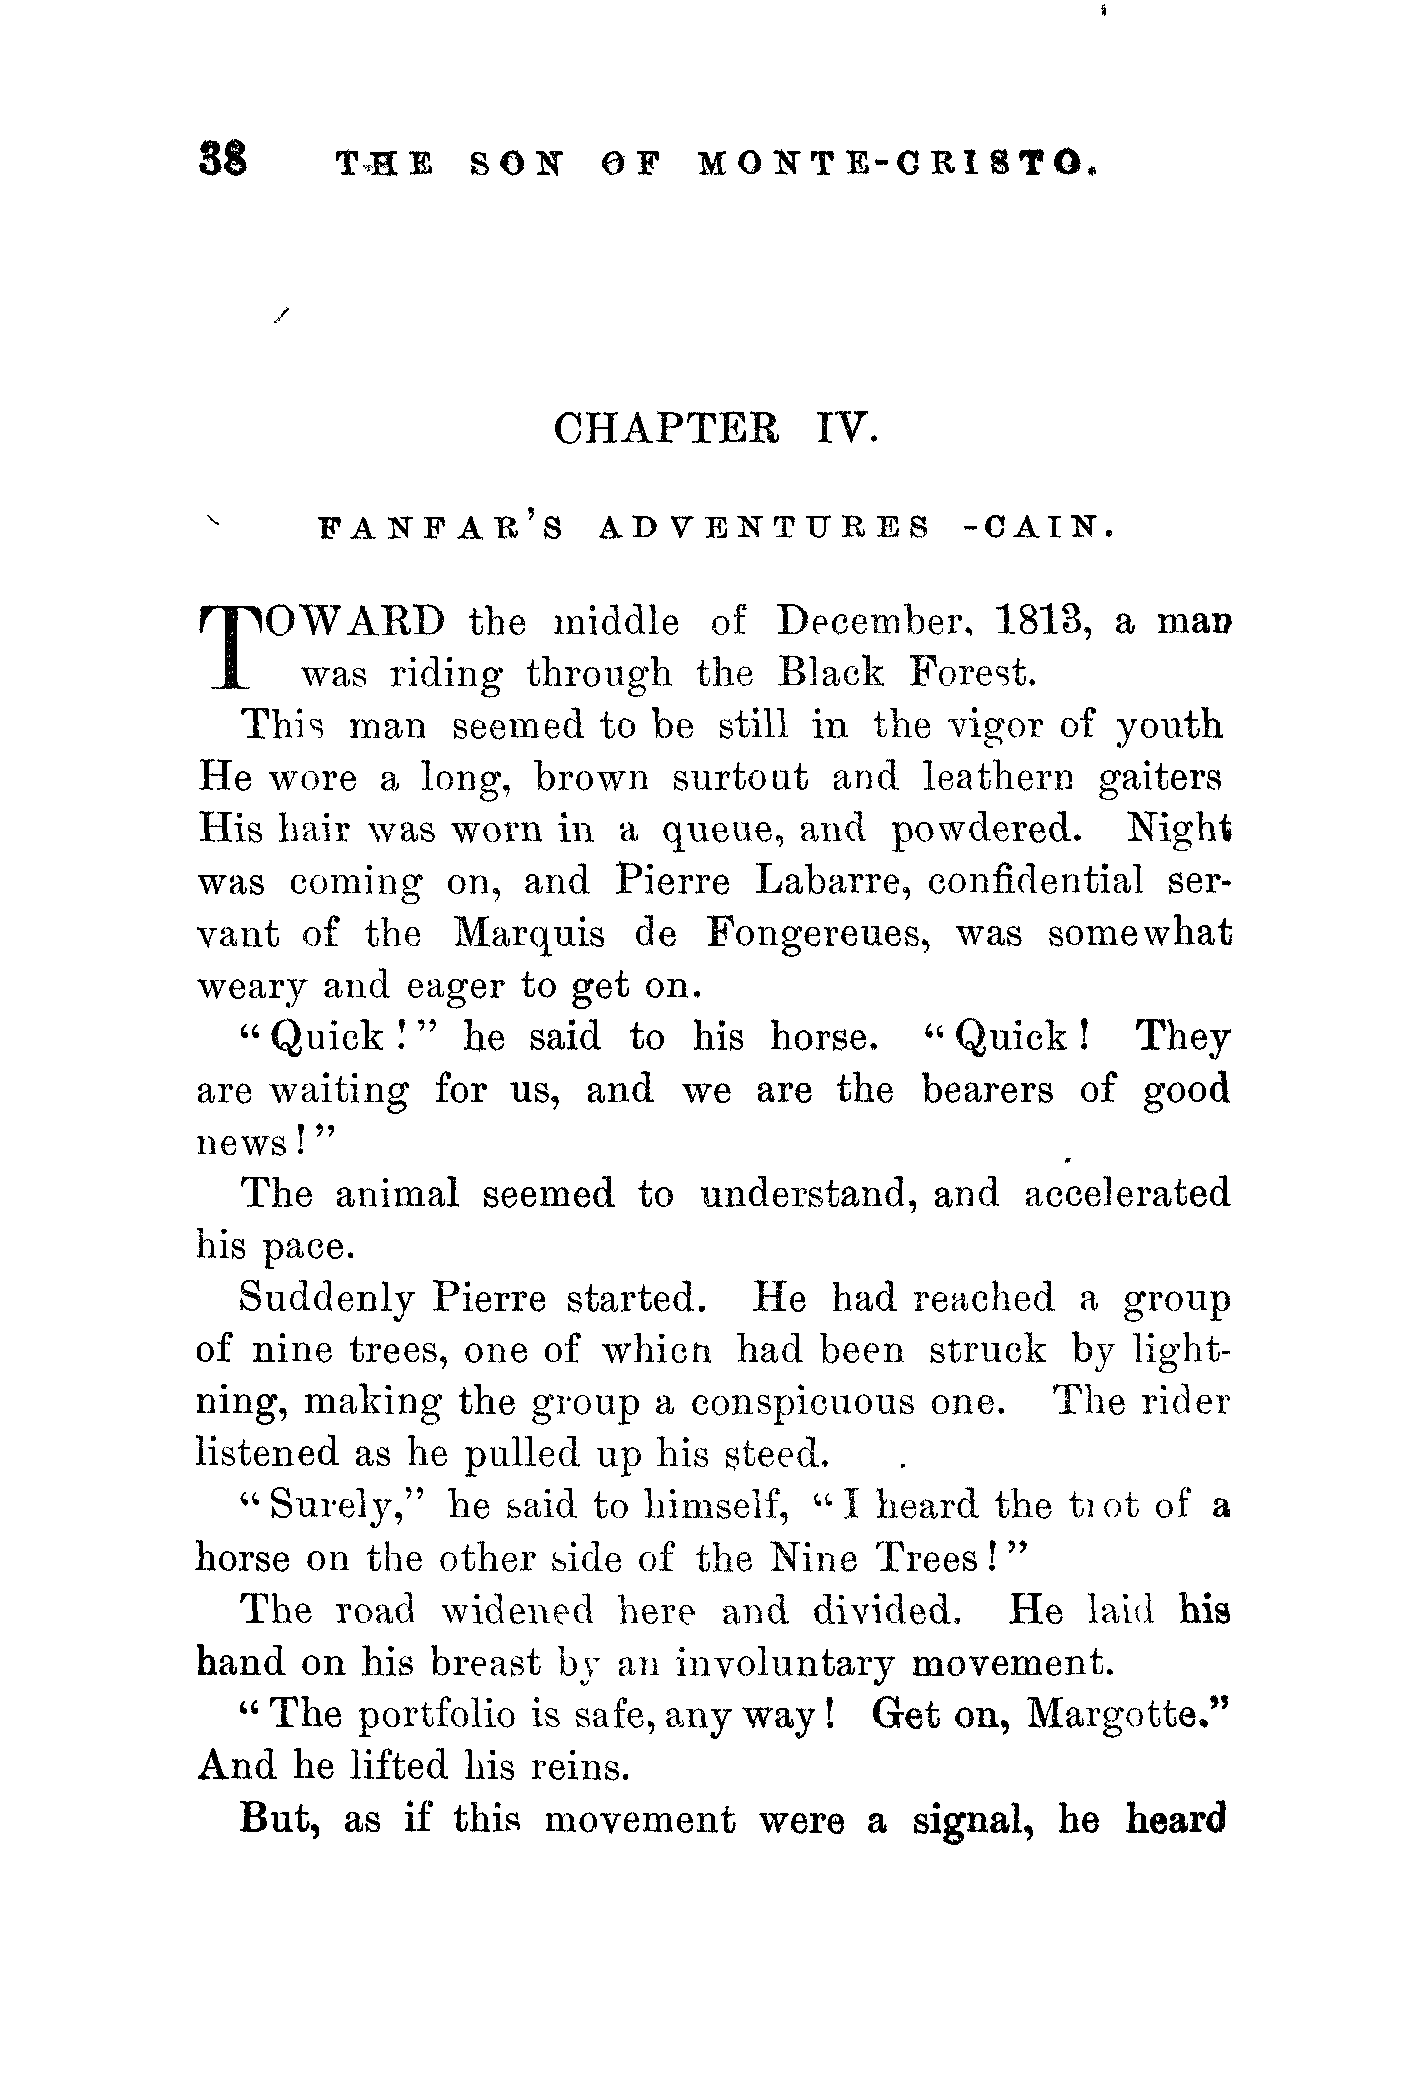 38 THE SON OF MONTE-CRISTO.
CHAPTER IV.
FANFAR'S ADVENTURES -CAIN.
TOWARD the middle of December, 1813, a man
was riding through the Black Forest.
This man seemed to be still in the vigor of youth
He wore a long, brown surtout and leathern gaiters
His hair was worn in a queue, and powdered. Night
was coming on, and Pierre Labarre, confidential ser-
vant of the Marquis de Fongereues, was somewhat
weary and eager to get on.
"Quick!" he said to his horse. "Quick! They
are waiting for us, and we are the bearers of good
news!"
The animal seemed to understand, and accelerated
his pace.
Suddenly Pierre started. He had reached a group
of nine trees, one of which had been struck by light-
ning, making the group a conspicuous one. The rider
listened as he pulled up his steed.
"Surely," he said to himself, "I heard the trot of a
horse on the other side of the Nine Trees!"
The road widened here and divided. He laid his
hand on his breast by an involuntary movement.
"The portfolio is safe, any way! Get on, Margotte."
And he lifted his reins.
But, as if this movement were a signal, he heard